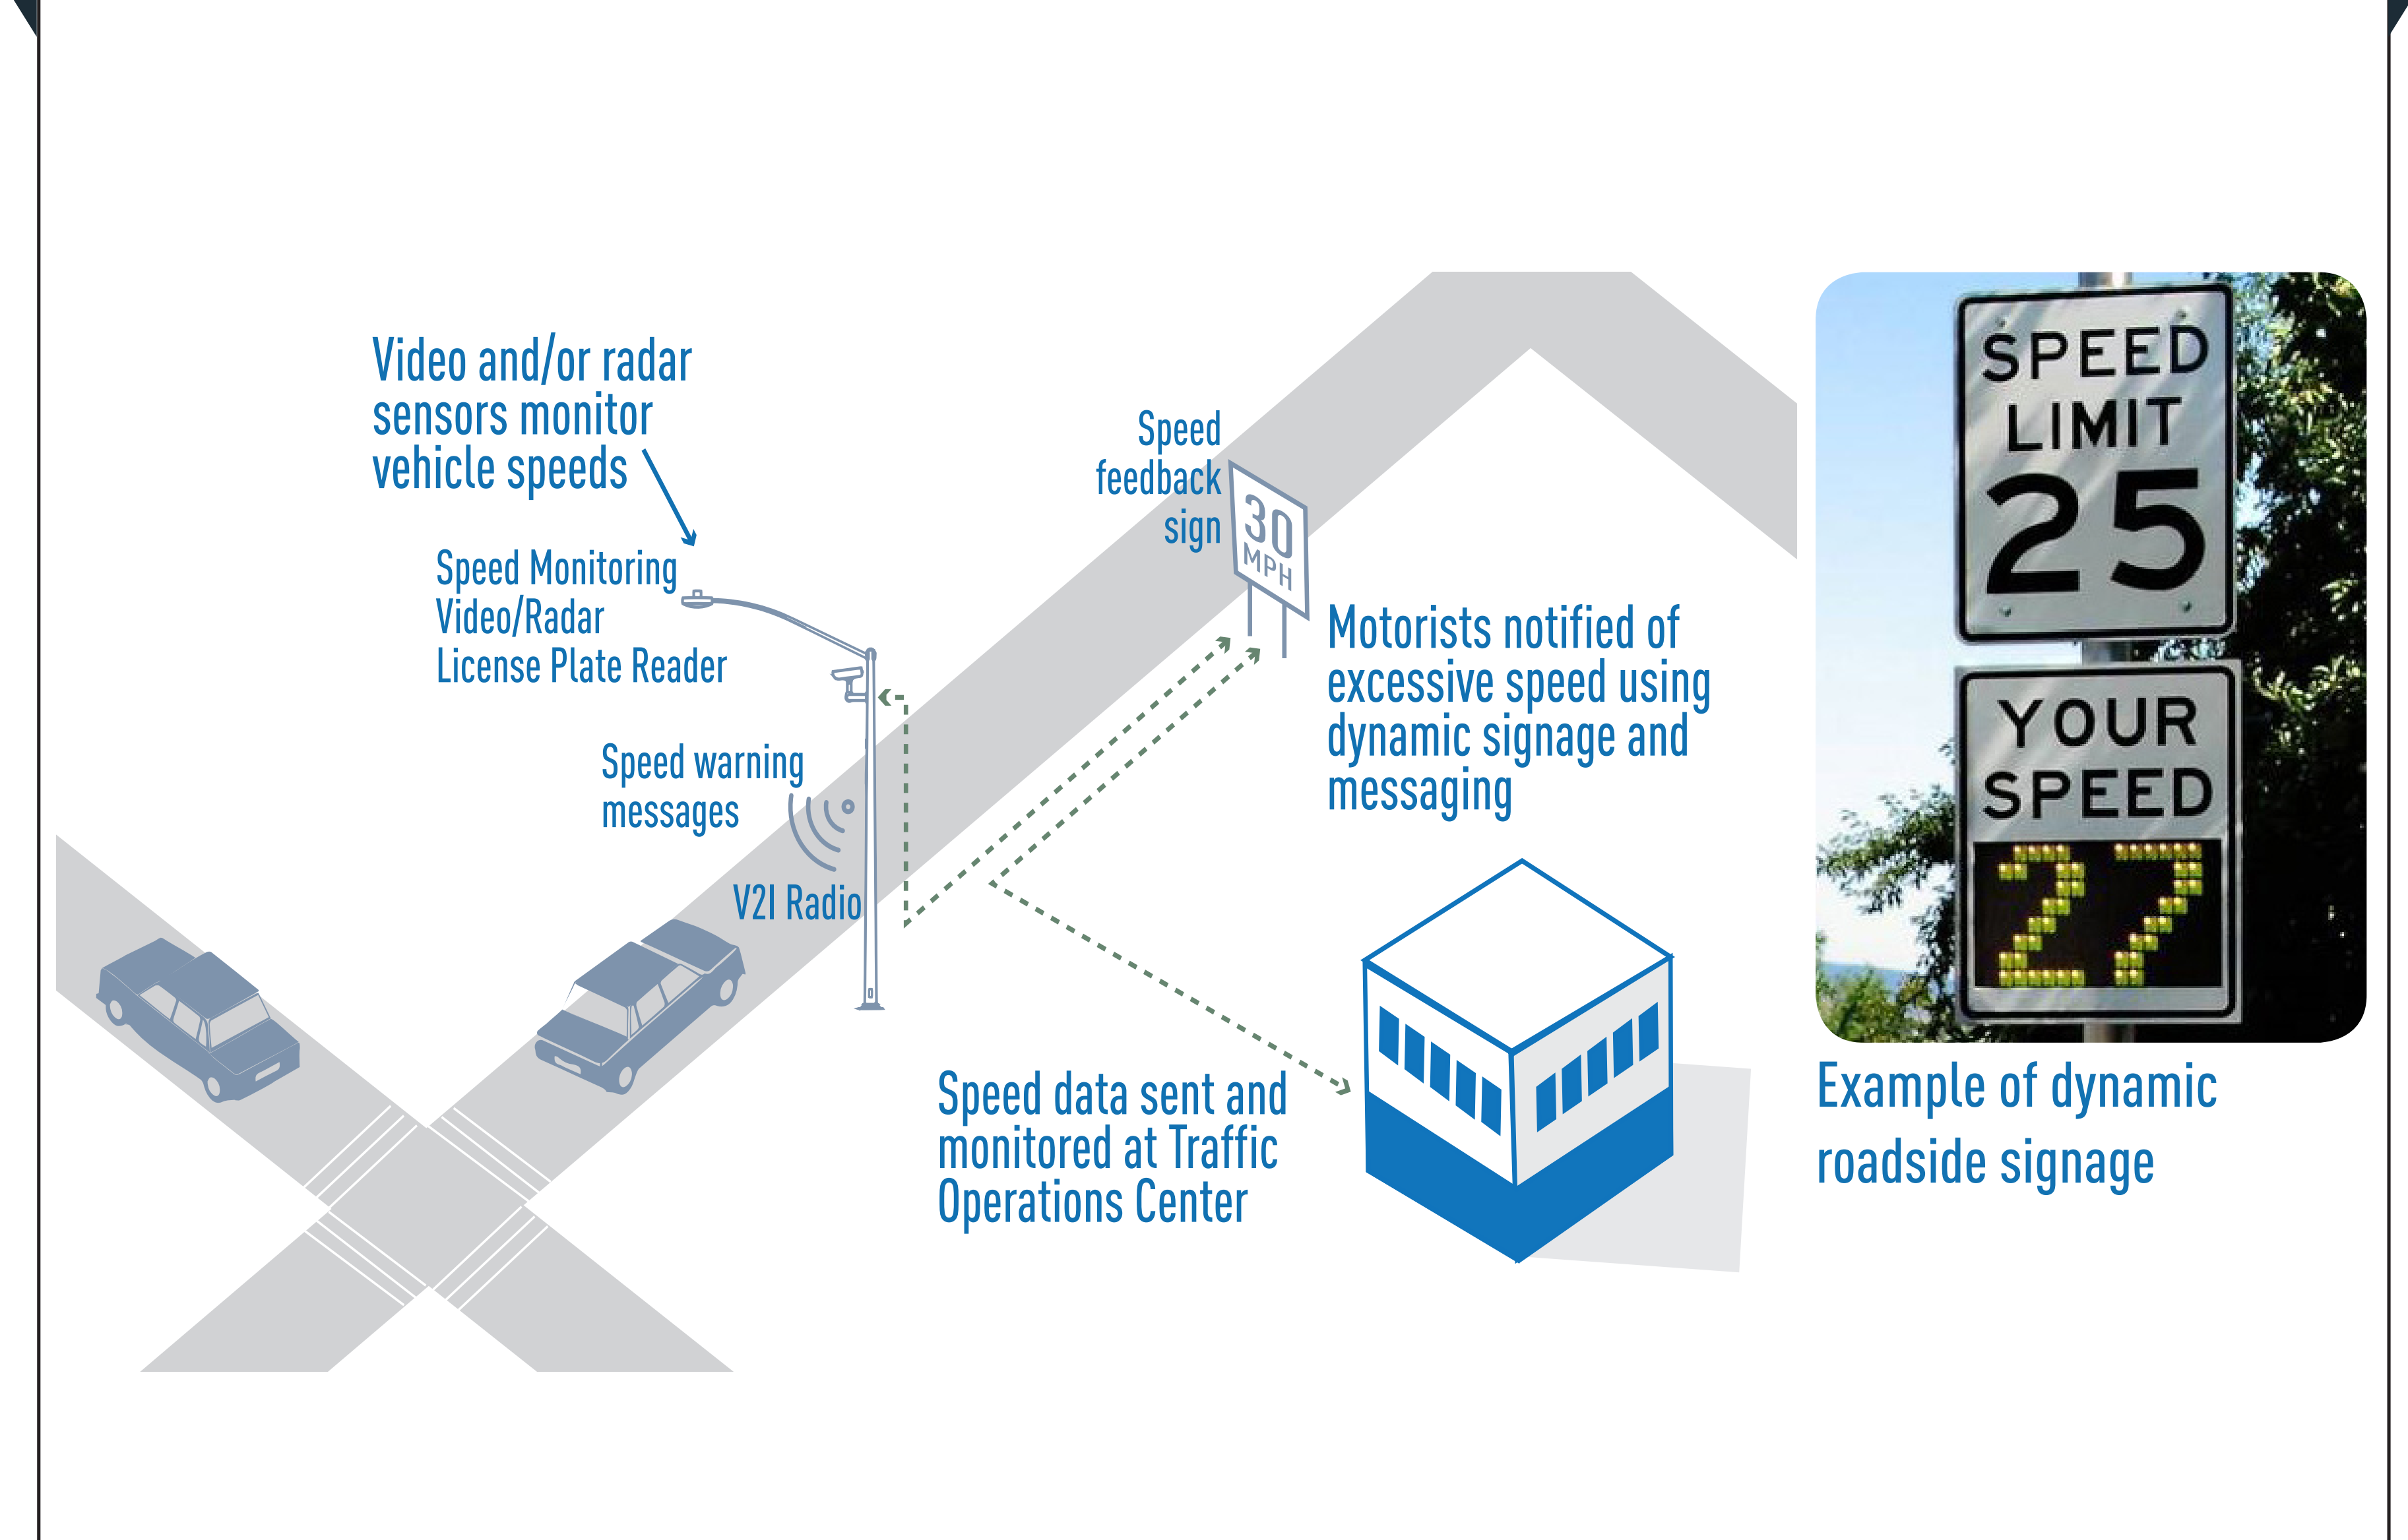 Video and/or radar
sensors monitor
vehicle speeds
Speed Monitoring
Video/Radar
License Plate Reader
Speed warning
messages
V2I Radio
Speed
feedback
sign
30
MPH
Motorists notified of
excessive speed using
dynamic signage and
messaging
Speed data sent and
monitored at Traffic
Operations Center
SPEED
LIMIT
25
YOUR
SPEED
27
Example of dynamic
roadside signage